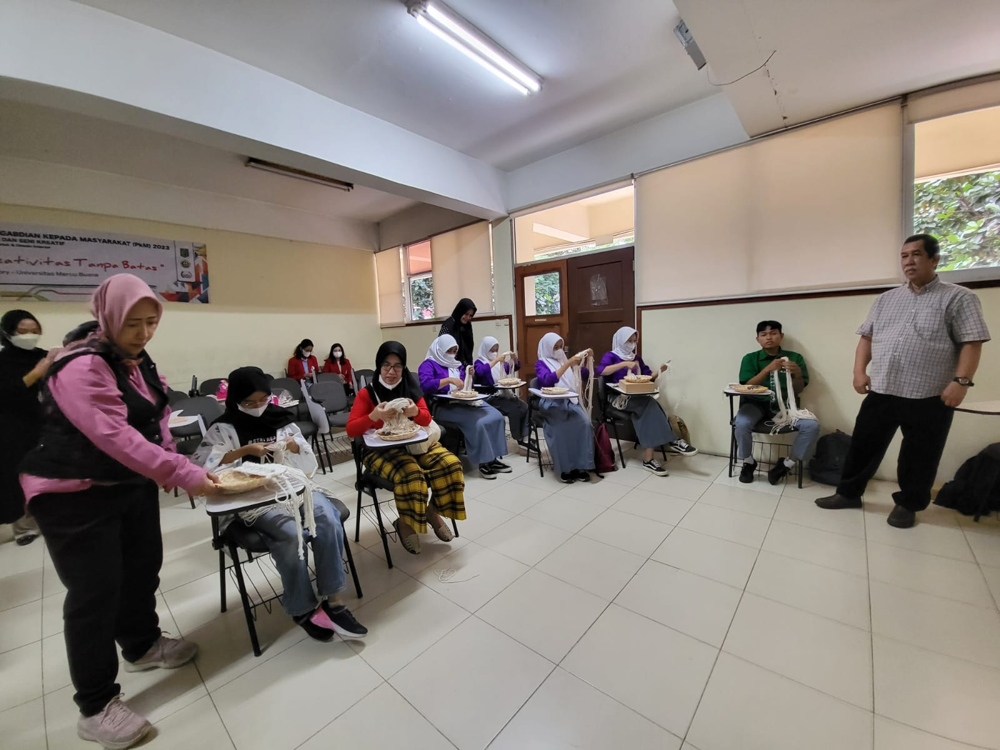 GABDIAN KEPADA MASYARAKAT (PkM) 2023
DAN SENI KREATIF
eativitas Tanpa Batas"
ory - Universitas Mercu Buana